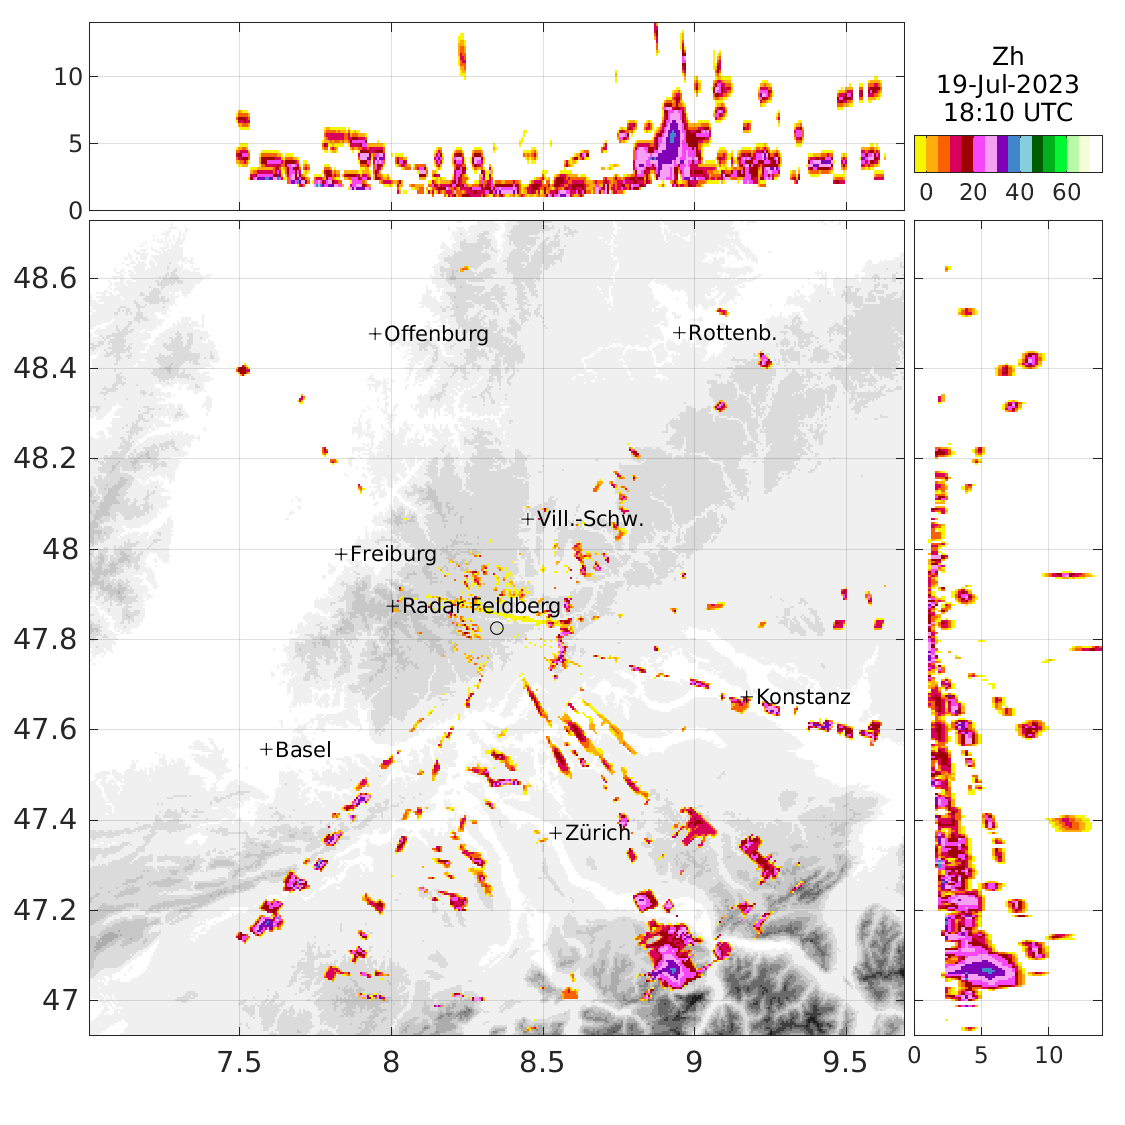 10
5
0
Zh
19-Jul-2023
18:10 UTC
0 20 40 60
48.6
48.4
48.2
48
47.8
47.6
47.4
47.2
47
+Offenburg
+Rottenb.
+Vill.-Schw.
+Freiburg
+Radar Feldberg
+Konstanz
+Basel
+Zürich
7.5 8 8.5 9 9.5
0 5 10